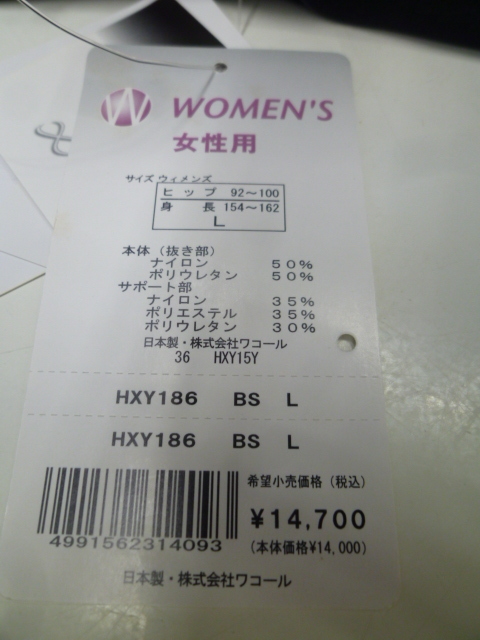 W WOMEN'S
女性用
サイズ ウィメンズ
ヒップ 92～100
身長 154～162
L
本体（抜き部）
ナイロン 50%
ポリウレタン 50%
サポート部
ナイロン 35%
ポリエステル 35%
ポリウレタン 30%
日本製・株式会社ワコール
36 HXY15Y
HXY186 BS L
HXY186 BS L
希望小売価格（税込）
¥14,700
（本体価格¥14,000）
4991562314093
日本製・株式会社ワコール